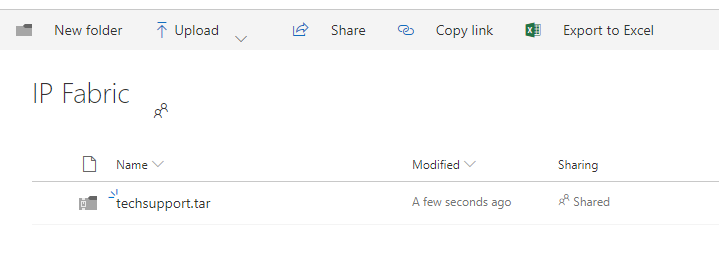 New folder Upload Share Copy link Export to Excel
IP Fabric
Name Modified Sharing
techsupport.tar A few seconds ago Shared